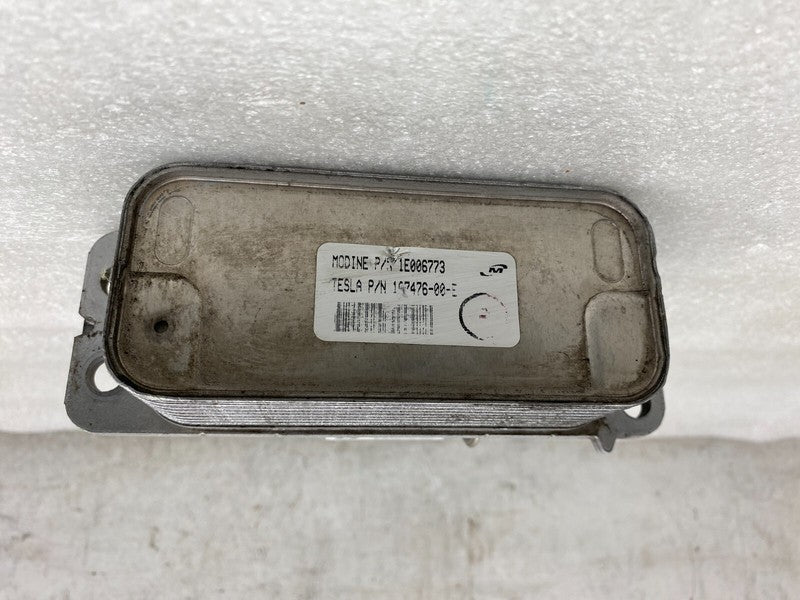 MODINE P/N 1E006773
TESLA P/N